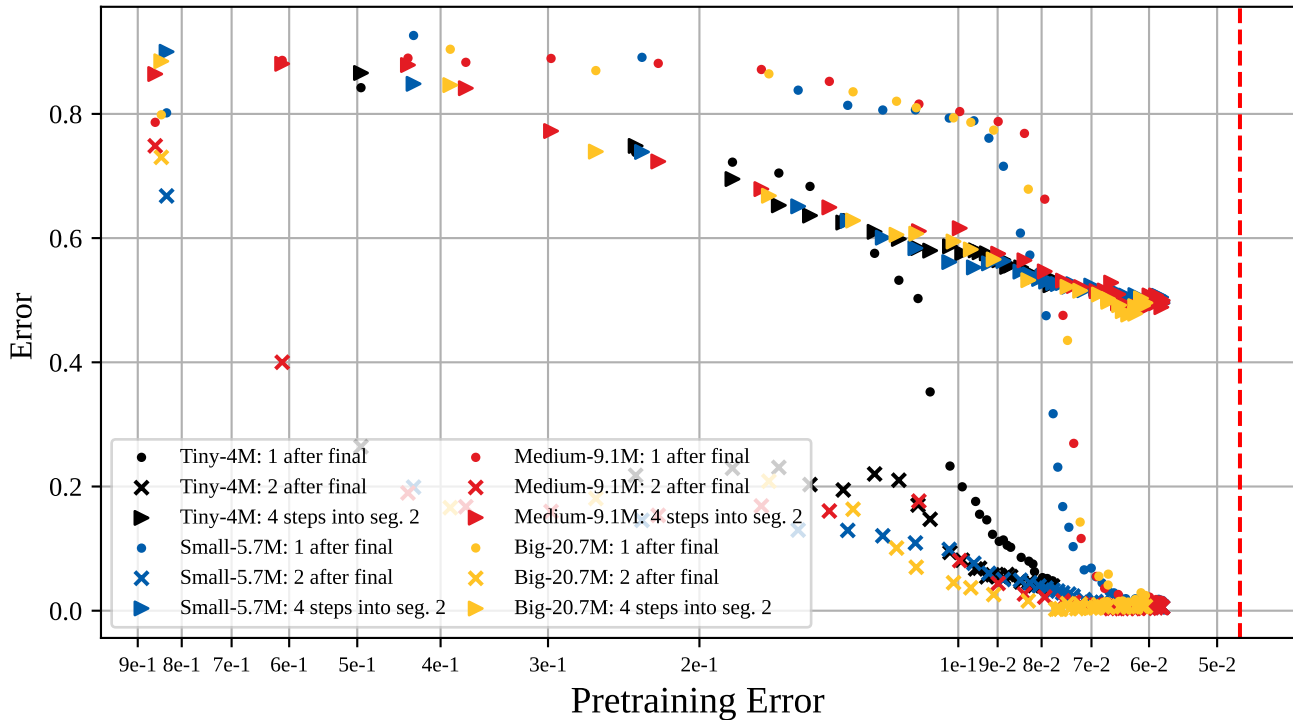 0.8
0.6
0.4
0.2
0.0
Error
Tiny-4M: 1 after final
Tiny-4M: 2 after final
Tiny-4M: 4 steps into seg. 2
Small-5.7M: 1 after final
Small-5.7M: 2 after final
Small-5.7M: 4 steps into seg. 2
Medium-9.1M: 1 after final
Medium-9.1M: 2 after final
Medium-9.1M: 4 steps into seg. 2
Big-20.7M: 1 after final
Big-20.7M: 2 after final
Big-20.7M: 4 steps into seg. 2
9e-1 8e-1 7e-1 6e-1 5e-1 4e-1 3e-1 2e-1 1e-1 9e-2 8e-2 7e-2 6e-2 5e-2
Pretraining Error